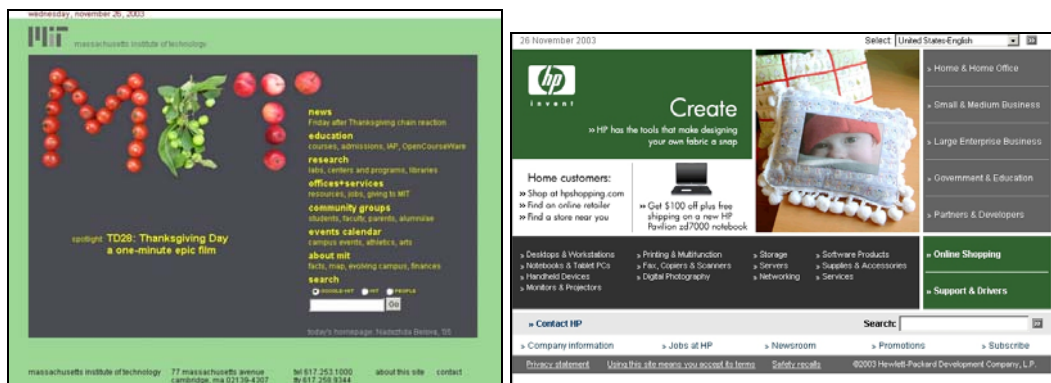 wednesday, november 26, 2003
massachusetts institute of technology
news
Friday after Thanksgiving chain reaction
education
courses, admissions, IAP, OpenCourseWare
research
labs, centers and programs, libraries
offices+services
resources, jobs, giving to MIT
community groups
students, faculty, parents, alumni/ae
events calendar
campus events, athletics, arts
about mit
facts, map, evolving campus, finances
search
GOOGLE-MIT MIT PEOPLE
Go
spotlight TD28: Thanksgiving Day
a one-minute epic film
today's homepage: Nadezhda Belova, '05
massachusetts institute of technology
77 massachusetts avenue
cambridge, ma 02139-4307
tel 617.253.1000
tty 617.258.9344
about this site
contact
26 November 2003
Select: United States-English
hp
invent
Create
» HP has the tools that make designing
your own fabric a snap
Home customers:
» Shop at hpshopping.com
» Find an online retailer
» Find a store near you
» Get $100 off plus free
shipping on a new HP
Pavilion zd7000 notebook
» Home & Home Office
» Small & Medium Business
» Large Enterprise Business
» Government & Education
» Partners & Developers
» Desktops & Workstations
» Notebooks & Tablet PCs
» Handheld Devices
» Monitors & Projectors
» Printing & Multifunction
» Fax, Copiers & Scanners
» Digital Photography
» Storage
» Servers
» Networking
» Software Products
» Supplies & Accessories
» Services
» Online Shopping
» Support & Drivers
» Contact HP
Search:
» Company information
» Jobs at HP
» Newsroom
» Promotions
» Subscribe
Privacy statement
Using this site means you accept its terms
Safety recalls
©2003 Hewlett-Packard Development Company, L.P.